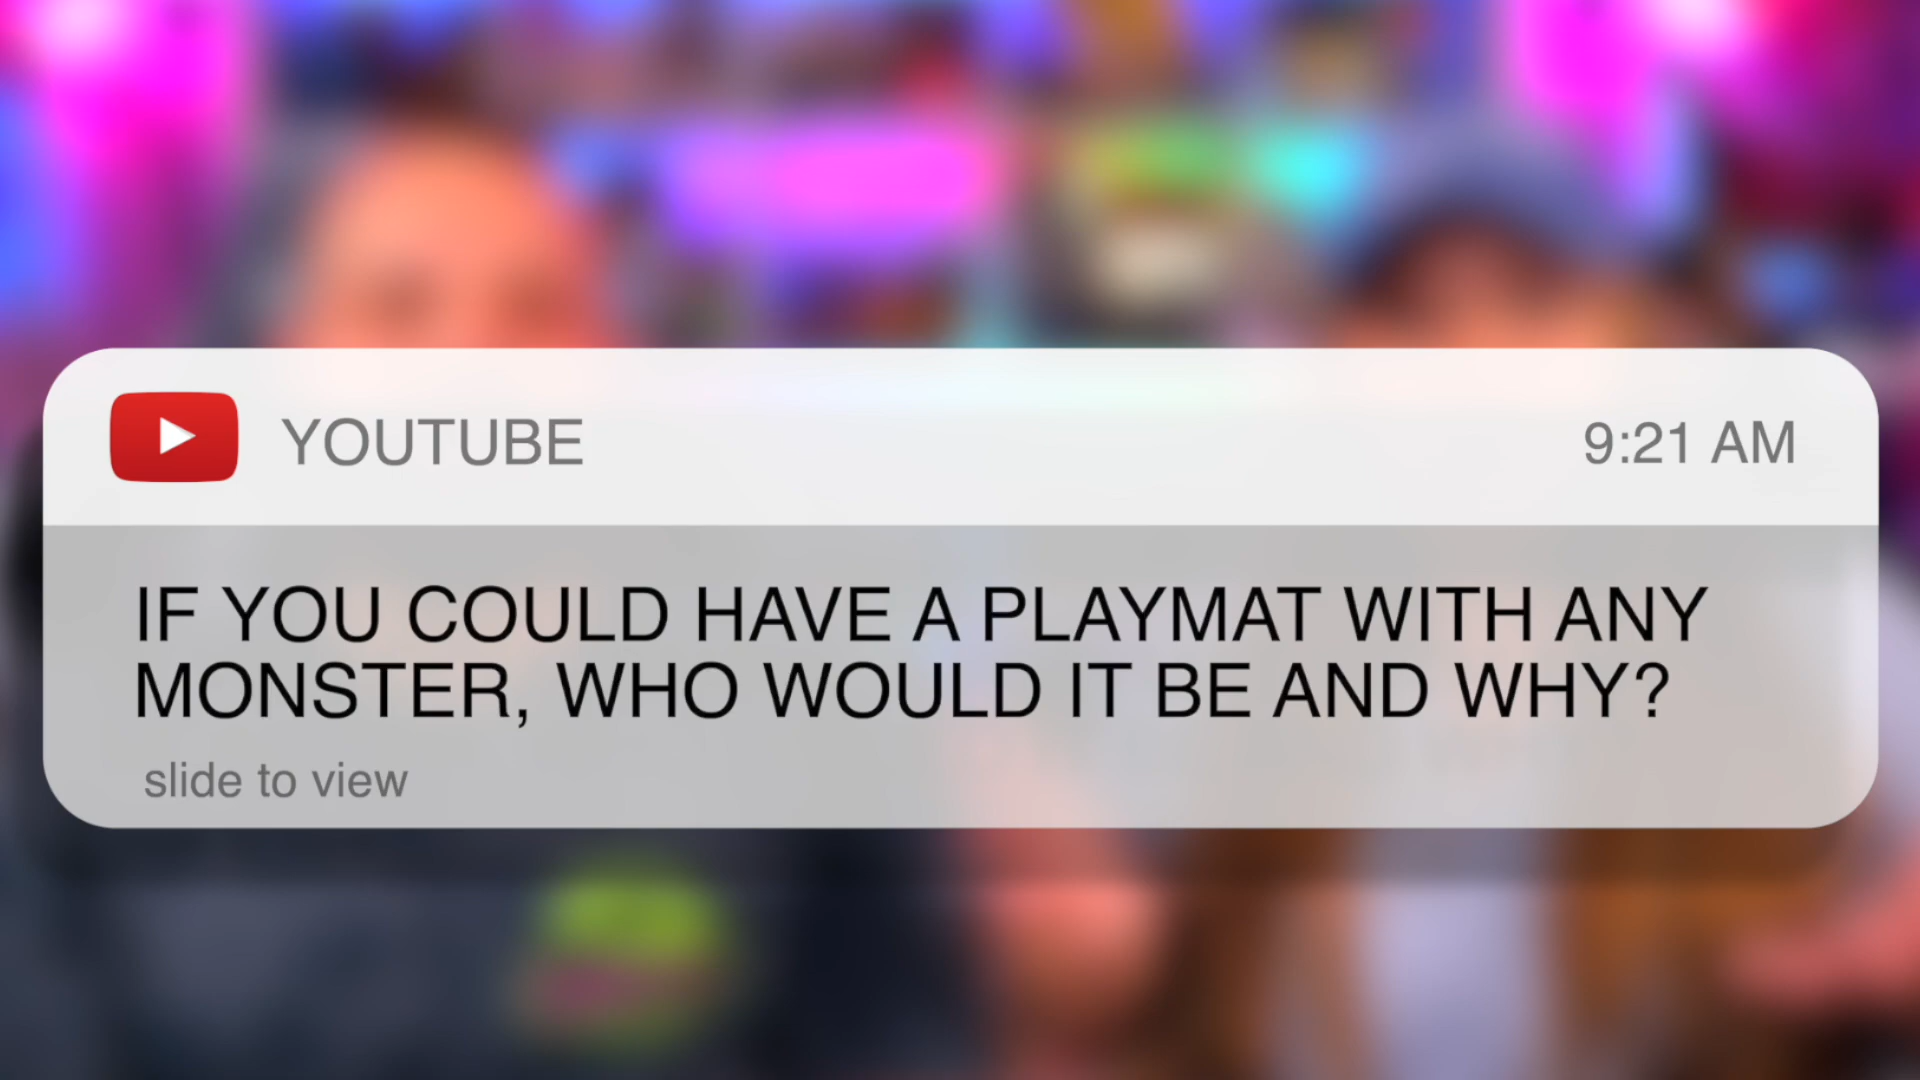 YOUTUBE
9:21 AM
IF YOU COULD HAVE A PLAYMAT WITH ANY
MONSTER, WHO WOULD IT BE AND WHY?
slide to view